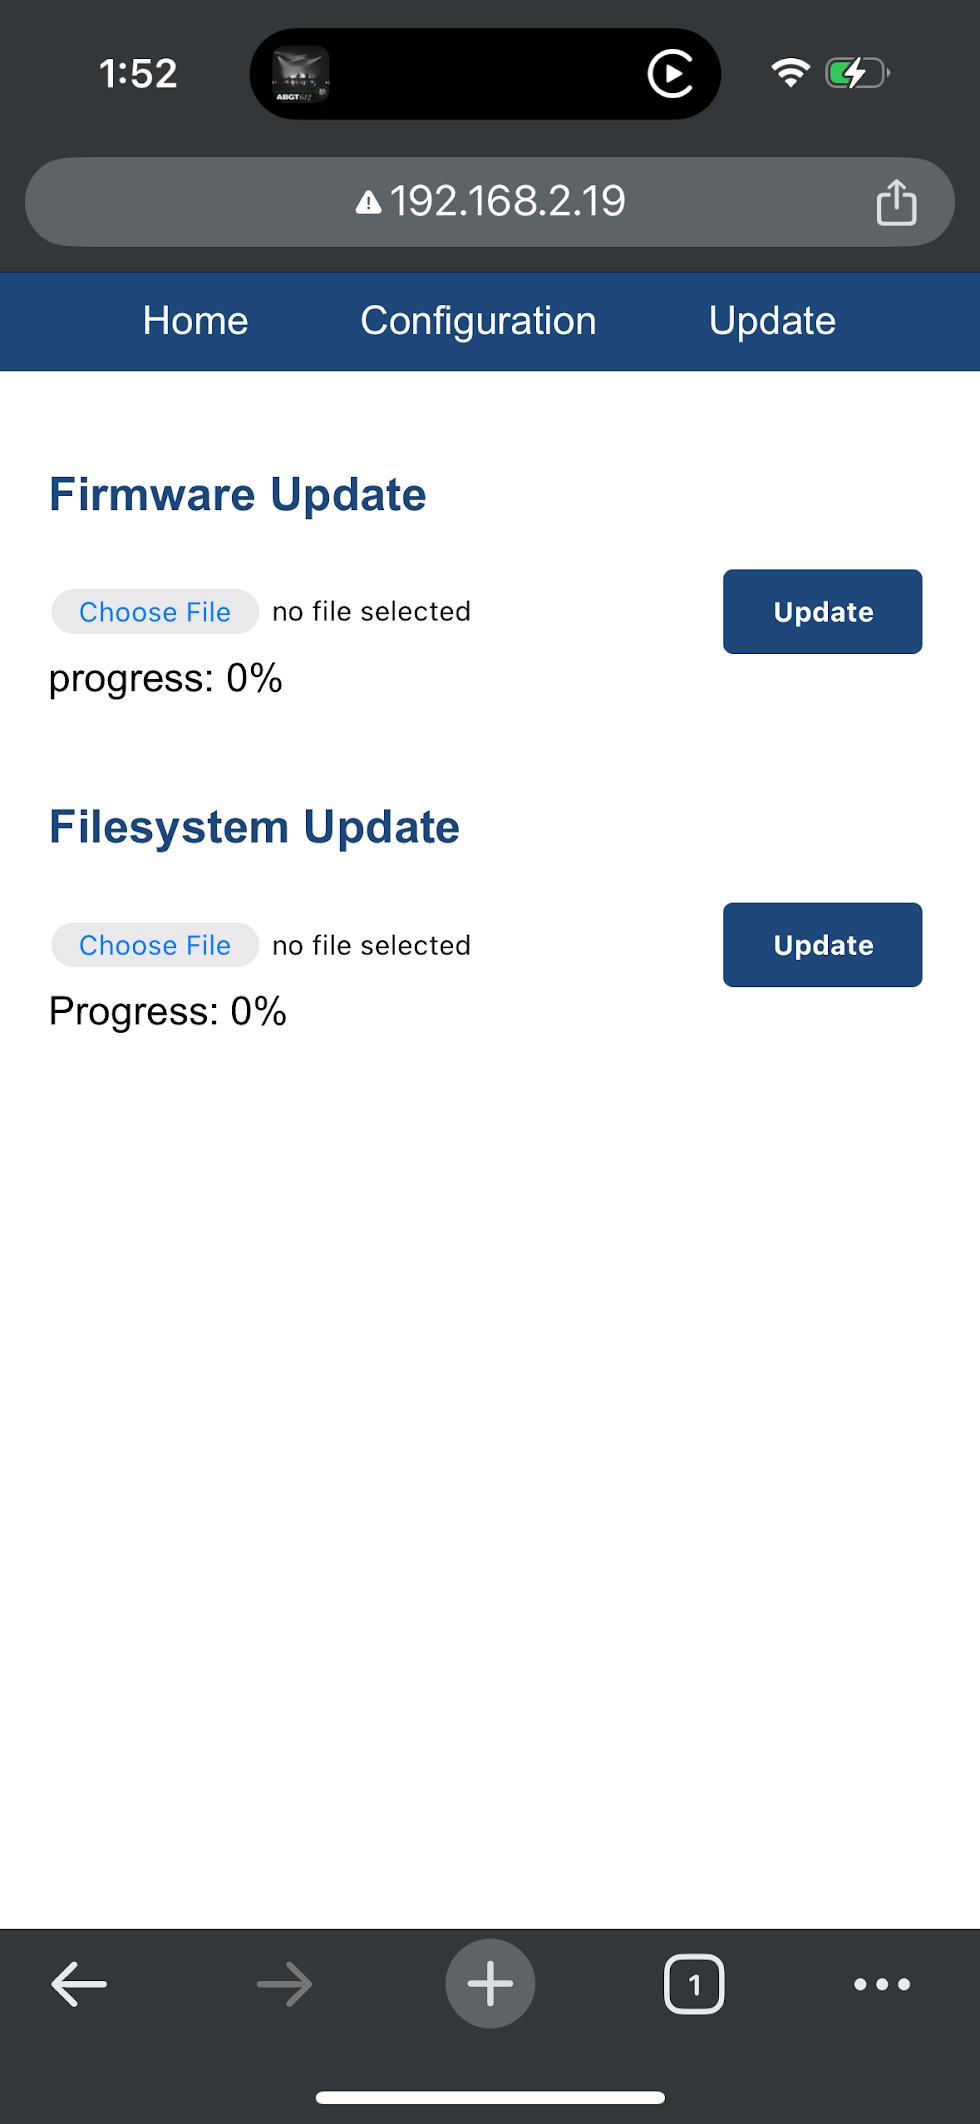 1:52
ABGT612
192.168.2.19
Home Configuration Update
Firmware Update
Choose File no file selected Update
progress: 0%
Filesystem Update
Choose File no file selected Update
Progress: 0%
1